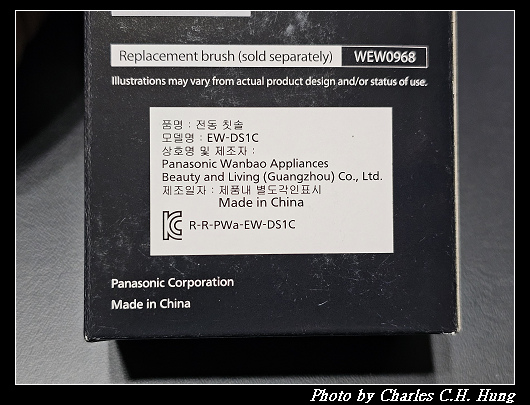 Replacement brush (sold separately) WEW0968
Illustrations may vary from actual product design and/or status of use.
품명 : 전동 칫솔
모델명 : EW-DS1C
상호명 및 제조자 :
Panasonic Wanbao Appliances
Beauty and Living (Guangzhou) Co., Ltd.
제조일자 : 제품내 별도각인표시
Made in China
R-R-PWa-EW-DS1C
Panasonic Corporation
Made in China
Photo by Charles C.H. Hung